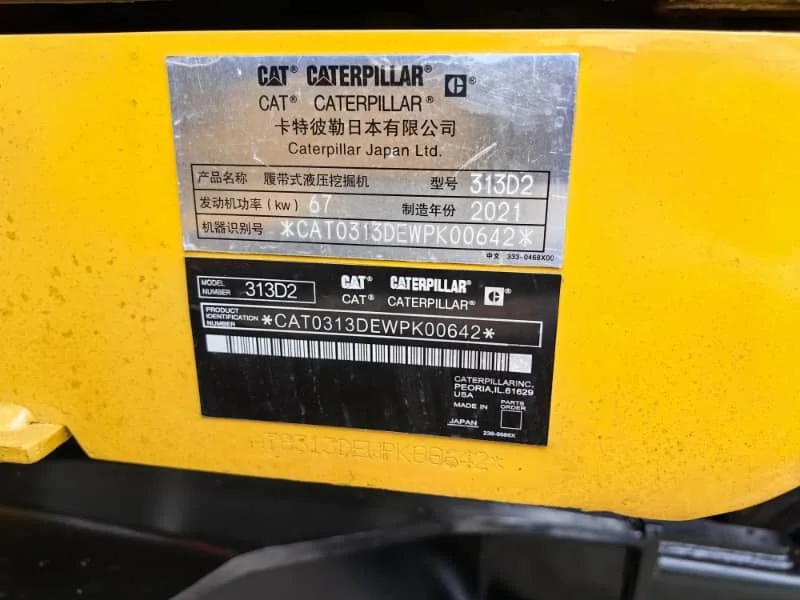 CAT® CATERPILLAR® C®
CAT® CATERPILLAR®
卡特彼勒日本有限公司
Caterpillar Japan Ltd.
产品名称 履带式液压挖掘机 型号 313D2
发动机功率(kw) 67 制造年份 2021
机器识别号 *CAT0313DEWPK00642*
中文 333-0468X00
MODEL NUMBER 313D2 CAT® CATERPILLAR® C®
CAT® CATERPILLAR®
PRODUCT IDENTIFICATION NUMBER *CAT0313DEWPK00642*
CATERPILLARINC.
PEORIA,IL.61629
USA
MADE IN PARTS ORDER
JAPAN
T0313DEWPK00642*